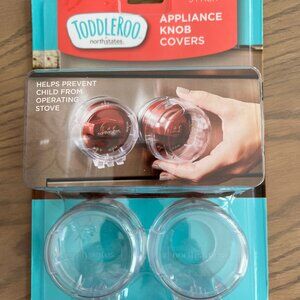 TODDLEROO
northstates.
APPLIANCE
KNOB
COVERS
HELPS PREVENT
CHILD FROM
OPERATING
STOVE